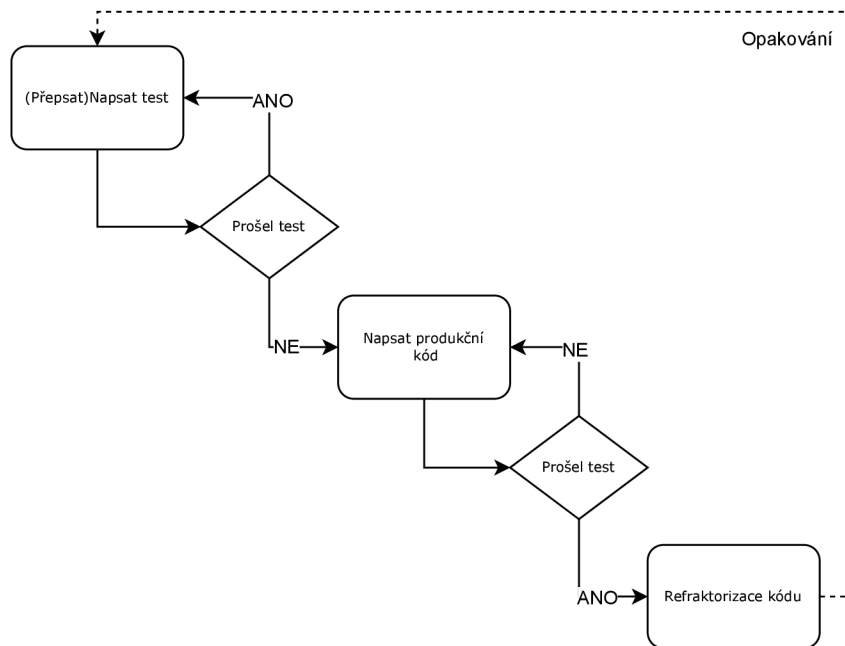 Opakování
(Přepsat)Napsat test
ANO
Prošel test
NE
Napsat produkční
kód
NE
Prošel test
ANO
Refraktorizace kódu